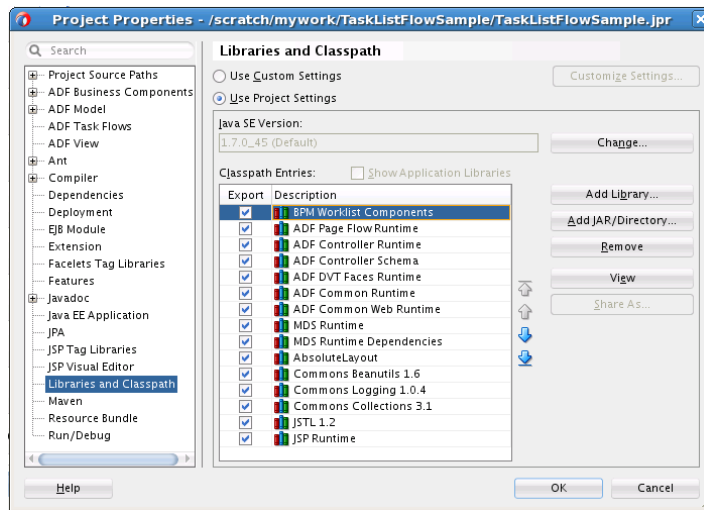 Project Properties - /scratch/mywork/TaskListFlowSample/TaskListFlowSample.jpr
Search
Project Source Paths
ADF Business Components
ADF Model
ADF Task Flows
ADF View
Ant
Compiler
Dependencies
Deployment
EJB Module
Extension
Facelets Tag Libraries
Features
Javadoc
Java EE Application
JPA
JSP Tag Libraries
JSP Visual Editor
Libraries and Classpath
Maven
Resource Bundle
Run/Debug
Libraries and Classpath
Use Custom Settings
Customize Settings...
Use Project Settings
Java SE Version:
1.7.0_45 (Default)
Change...
Classpath Entries:
Show Application Libraries
Export Description
BPM Worklist Components
ADF Page Flow Runtime
ADF Controller Runtime
ADF Controller Schema
ADF DVT Faces Runtime
ADF Common Runtime
ADF Common Web Runtime
MDS Runtime
MDS Runtime Dependencies
AbsoluteLayout
Commons Beanutils 1.6
Commons Logging 1.0.4
Commons Collections 3.1
JSTL 1.2
JSP Runtime
Add Library...
Add JAR/Directory...
Remove
View
Share As...
Help
OK
Cancel